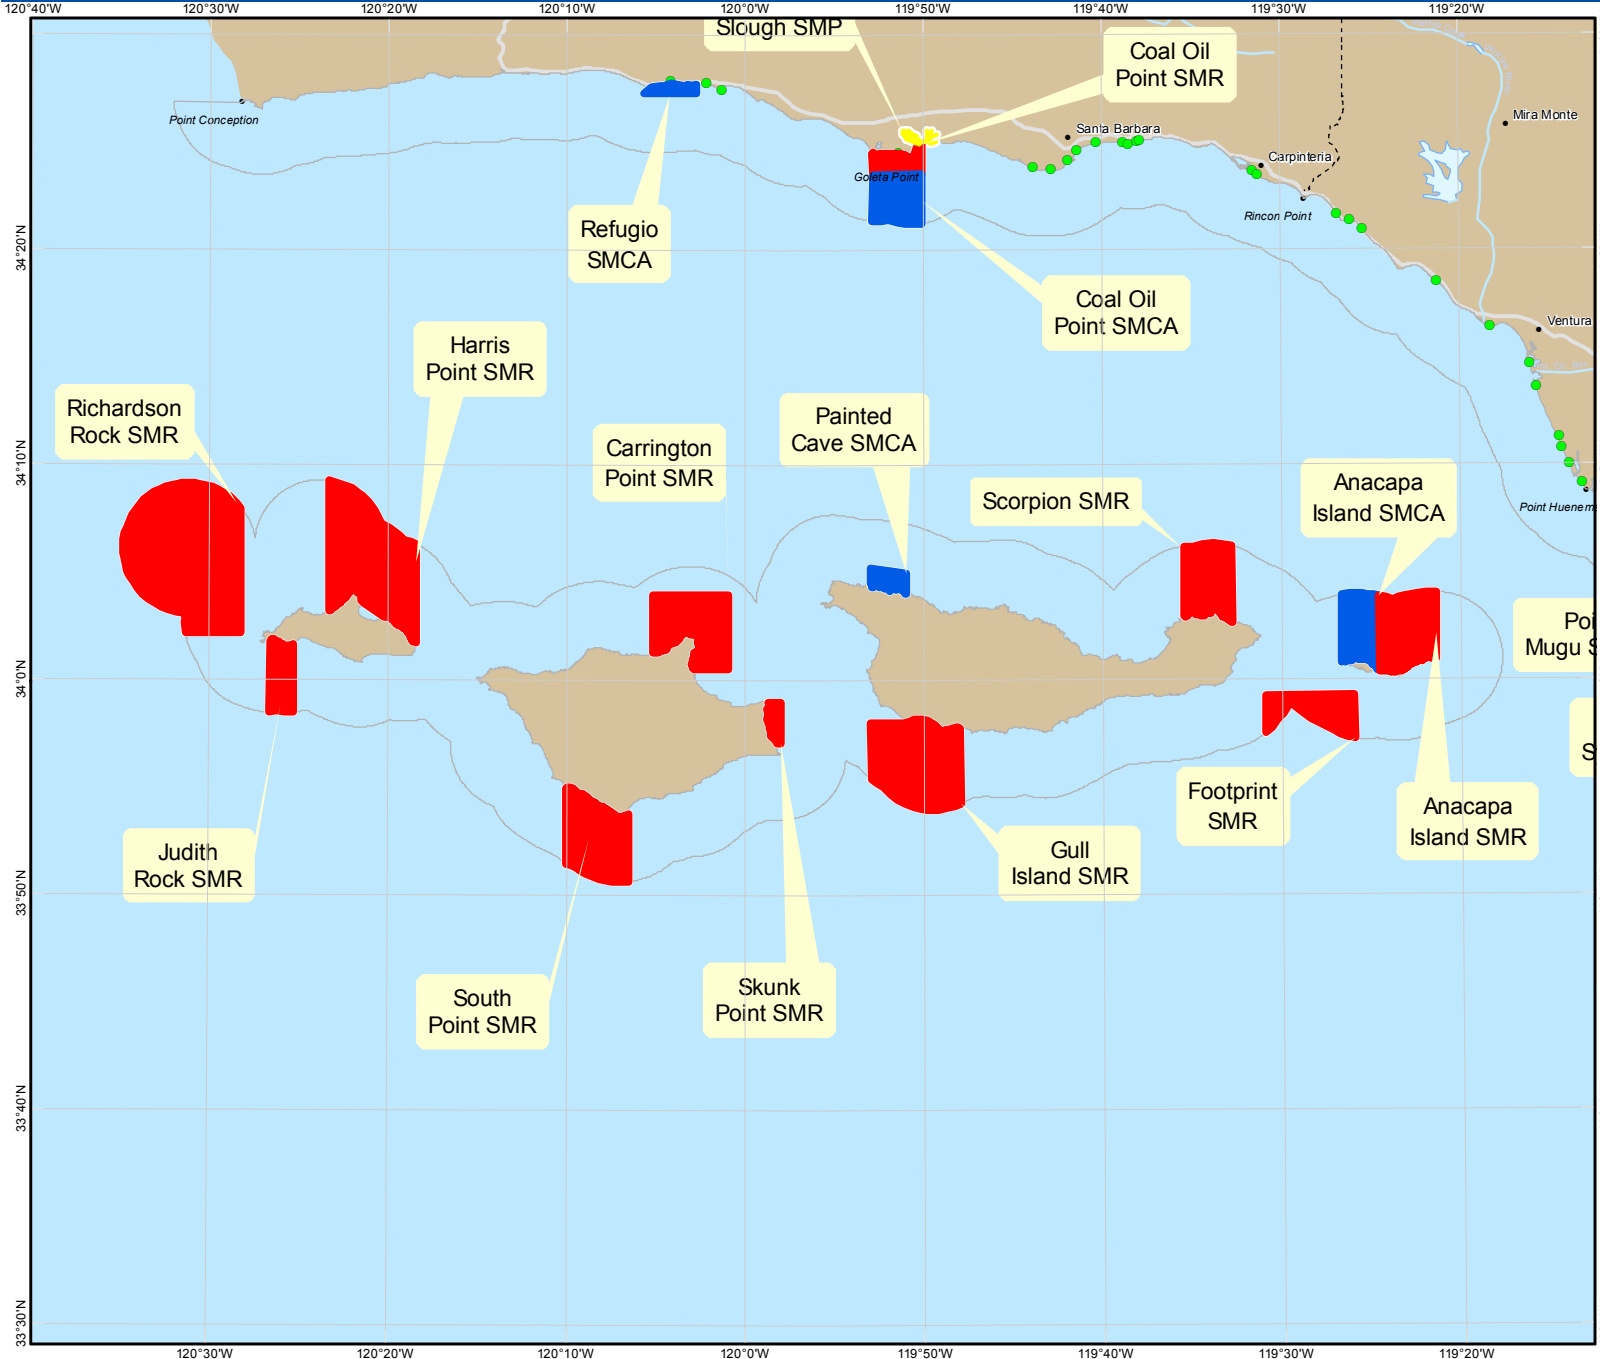 120°40'W
120°30'W
120°20'W
120°10'W
120°0'W
119°50'W
119°40'W
119°30'W
119°20'W
Slough SMP
Coal Oil
Point SMR
Mira Monte
Point Conception
Santa Barbara
Carpinteria
Goleta Point
Rincon Point
Refugio
SMCA
34°20'N
Coal Oil
Point SMCA
Ventura
Harris
Point SMR
Richardson
Rock SMR
Painted
Cave SMCA
Carrington
Point SMR
34°10'N
Scorpion SMR
Anacapa
Island SMCA
Point Huenem
Poi
Mugu S
34°0'N
S
Footprint
SMR
Anacapa
Island SMR
Judith
Rock SMR
Gull
Island SMR
33°50'N
South
Point SMR
Skunk
Point SMR
33°40'N
33°30'N
120°30'W
120°20'W
120°10'W
120°0'W
119°50'W
119°40'W
119°30'W
119°20'W